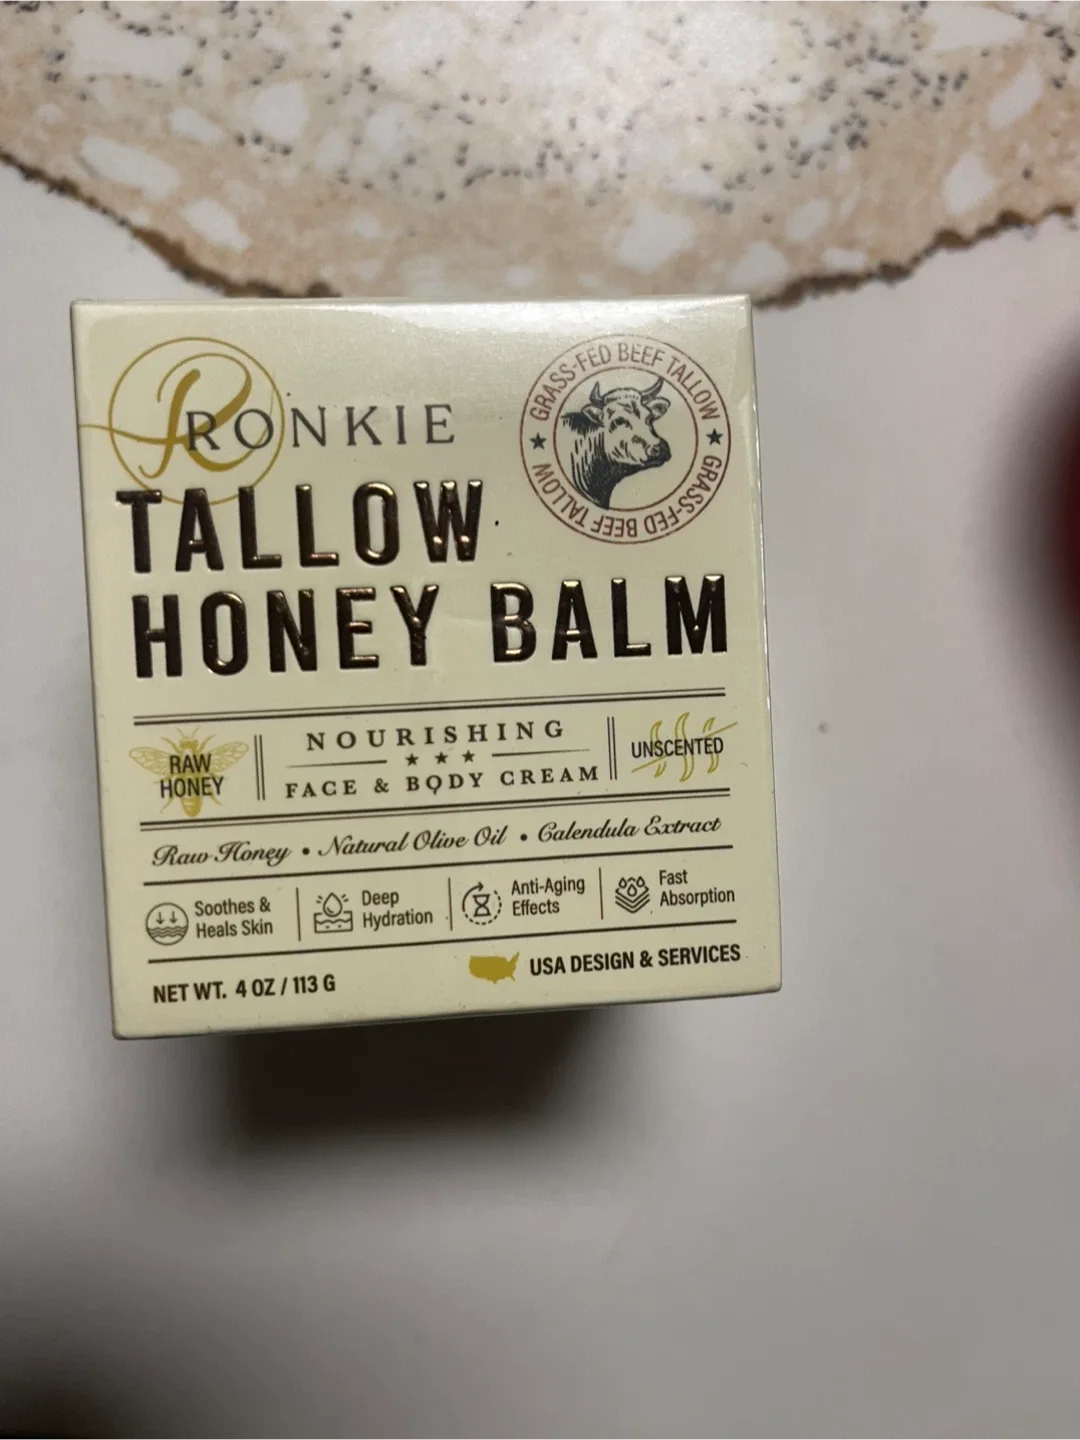 RONKIE
GRASS-FED BEEF TALLOW ★ GRASS-FED BEEF TALLOW ★
TALLOW
HONEY BALM
RAW
HONEY
NOURISHING
★ ★ ★
FACE & BODY CREAM
UNSCENTED
Raw Honey • Natural Olive Oil • Calendula Extract
Soothes &
Heals Skin
Deep
Hydration
Anti-Aging
Effects
Fast
Absorption
NET WT. 4 OZ / 113 G
USA DESIGN & SERVICES